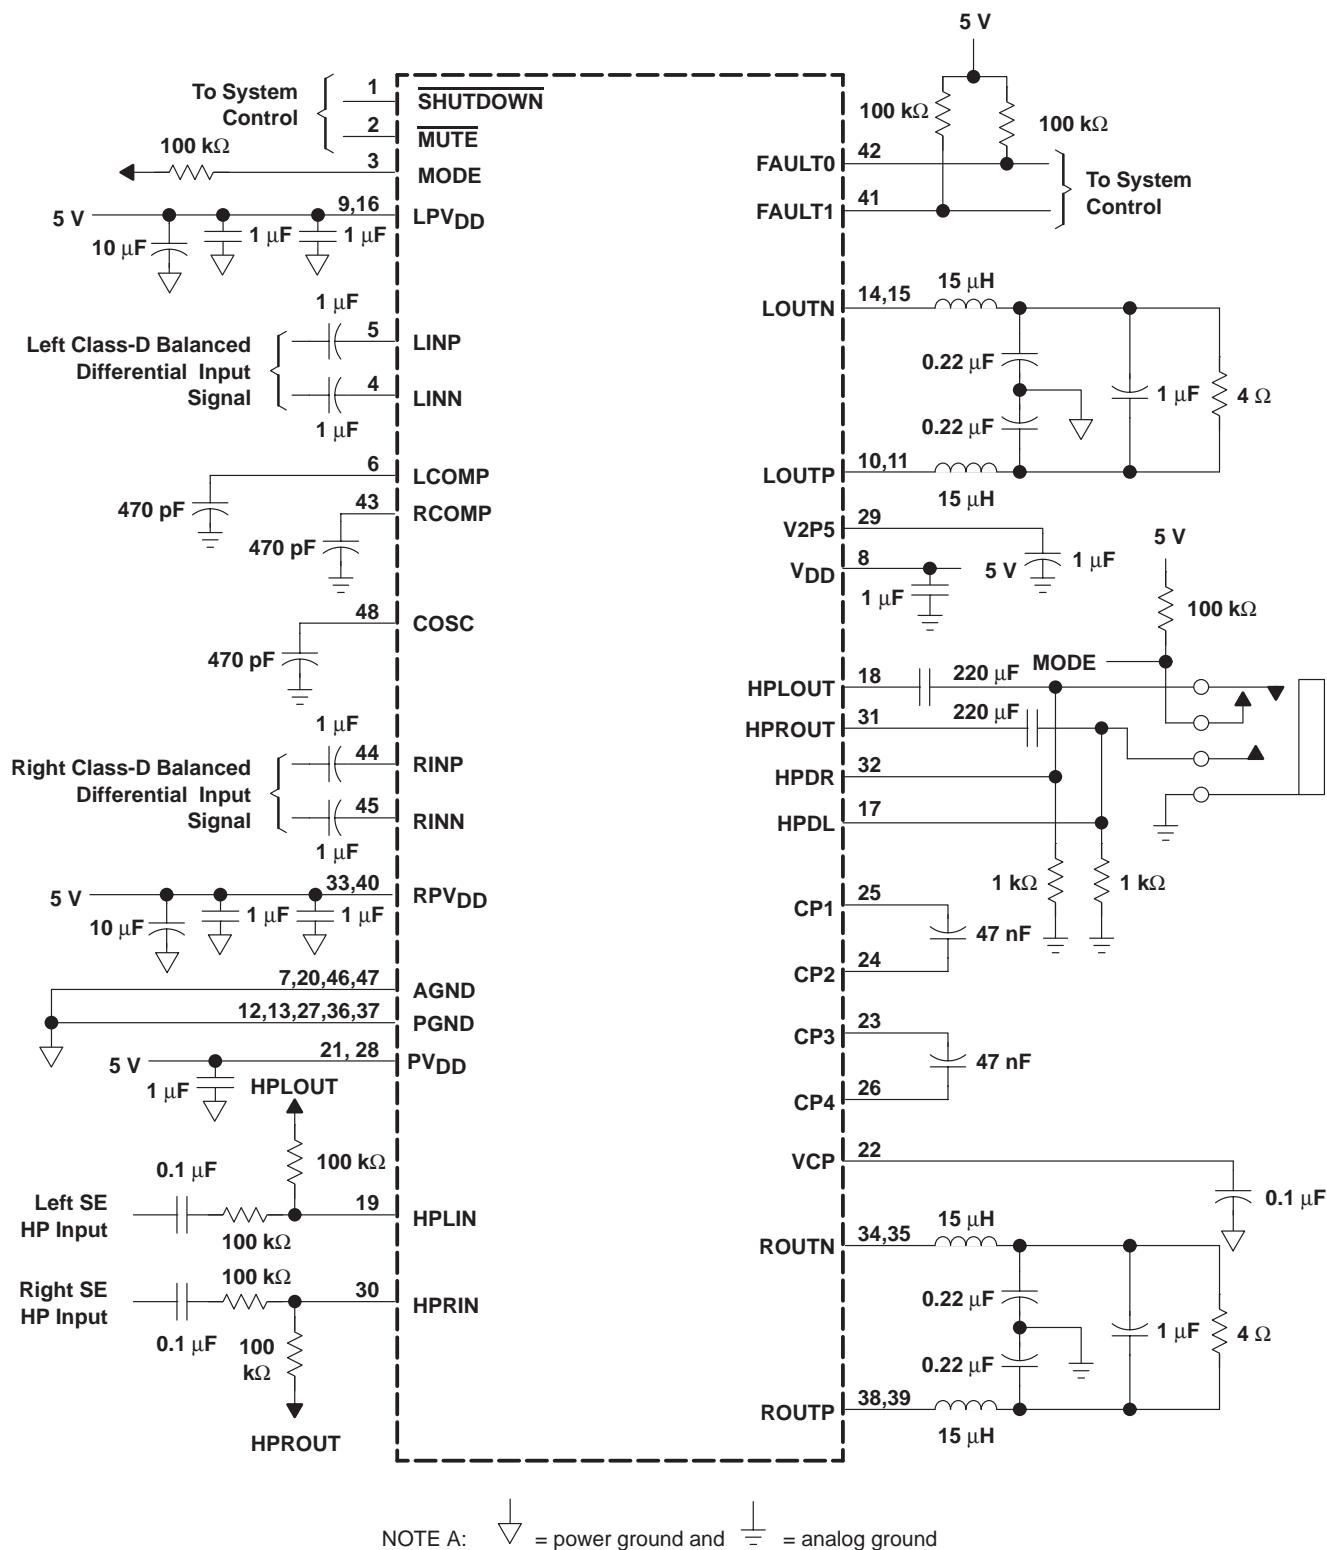 5 V
1
To System
Control
SHUTDOWN
2
MUTE
100 kΩ
3
MODE
9,16
5 V
LPVDD
10 µF
1 µF
1 µF
1 µF
5
LINP
Left Class-D Balanced
Differential Input
Signal
4
LINN
1 µF
6
LCOMP
470 pF
43
RCOMP
470 pF
48
COSC
470 pF
1 µF
44
RINP
Right Class-D Balanced
Differential Input
Signal
45
RINN
1 µF
33,40
5 V
RPVDD
10 µF
1 µF
1 µF
7,20,46,47
AGND
12,13,27,36,37
PGND
21, 28
5 V
PVDD
1 µF
HPLOUT
100 kΩ
0.1 µF
Left SE
HP Input
19
HPLIN
100 kΩ
100 kΩ
Right SE
HP Input
30
HPRIN
0.1 µF
100
kΩ
HPROUT
100 kΩ
100 kΩ
42
FAULT0
41
FAULT1
To System
Control
15 µH
14,15
LOUTN
0.22 µF
0.22 µF
1 µF
4 Ω
10,11
LOUTP
15 µH
29
V2P5
1 µF
8
VDD
5 V
1 µF
5 V
100 kΩ
MODE
18
HPLOUT
220 µF
31
HPROUT
220 µF
32
HPDR
17
HPDL
1 kΩ
1 kΩ
25
CP1
47 nF
24
CP2
23
CP3
47 nF
26
CP4
22
VCP
0.1 µF
15 µH
34,35
ROUTN
0.22 µF
0.22 µF
1 µF
4 Ω
38,39
ROUTP
15 µH
NOTE A: = power ground and = analog ground